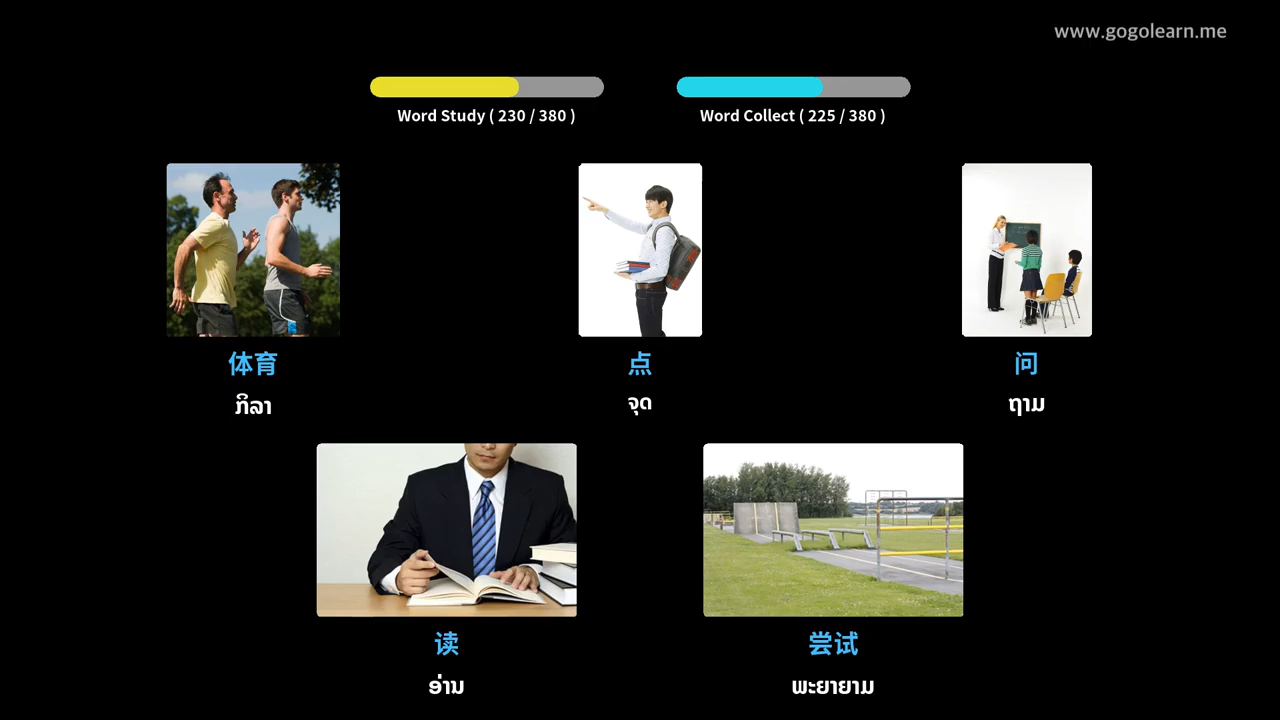 www.gogolearn.me
Word Study ( 230 / 380 )
Word Collect ( 225 / 380 )
体育
点
问
ກິລາ
ຈຸດ
ຖາມ
读
尝试
ອ່ານ
ພະຍາຍາມ